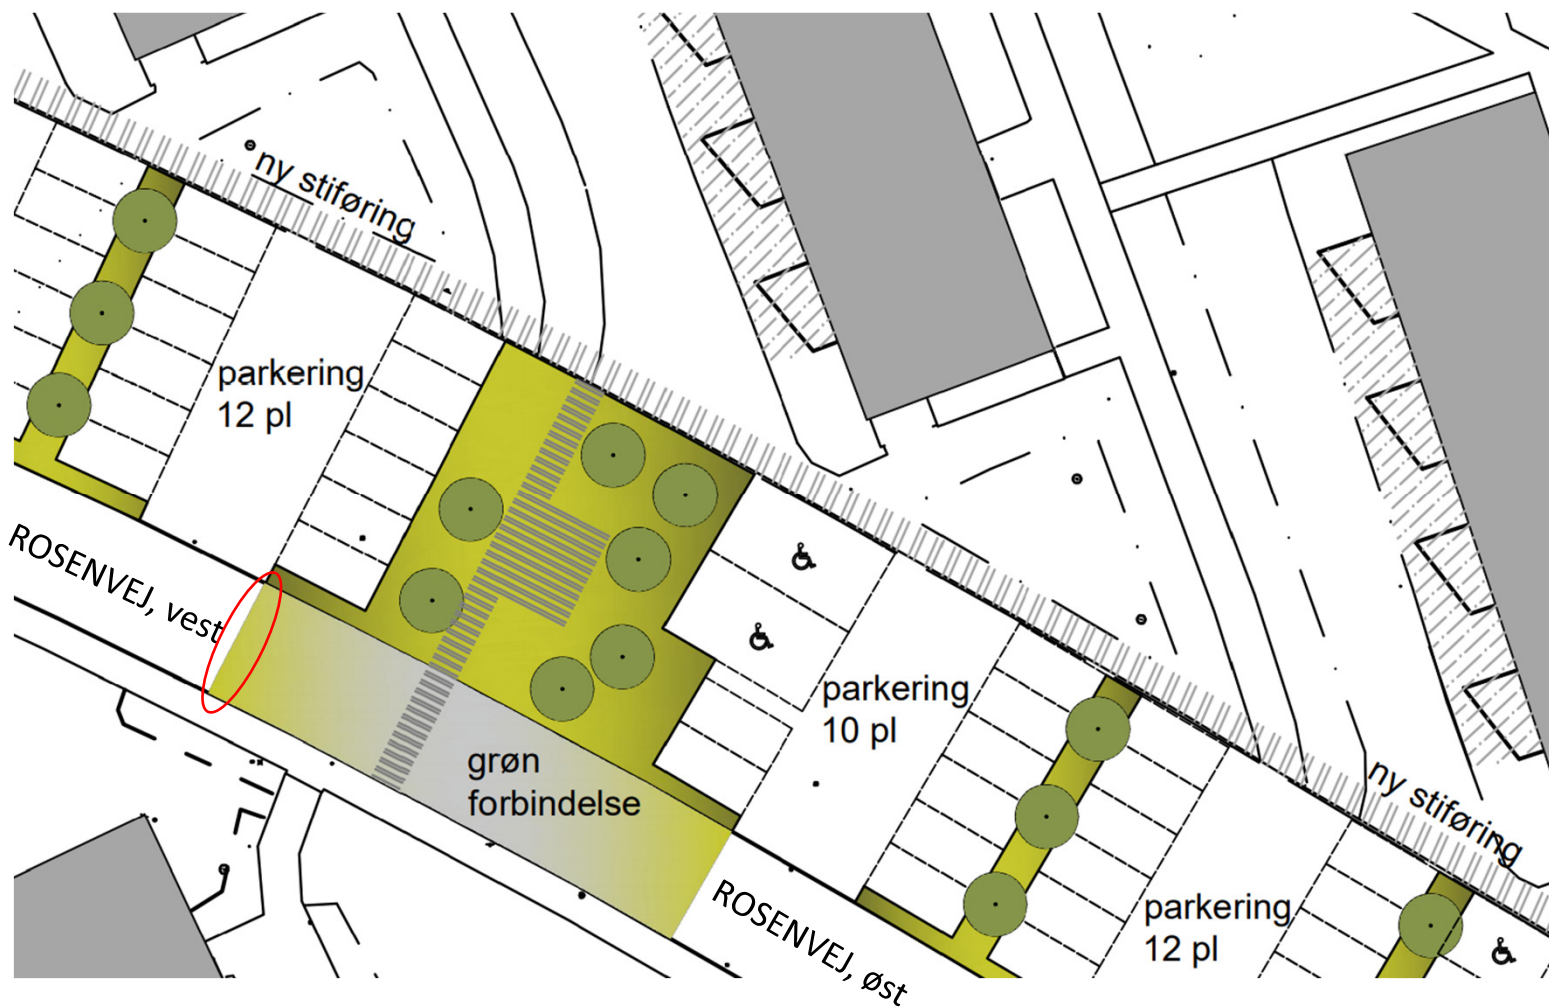 ny stiføring
parkering
12 pl
ROSENVEJ, vest
grøn
forbindelse
parkering
10 pl
ROSENVEJ, øst
ny stiføring
parkering
12 pl